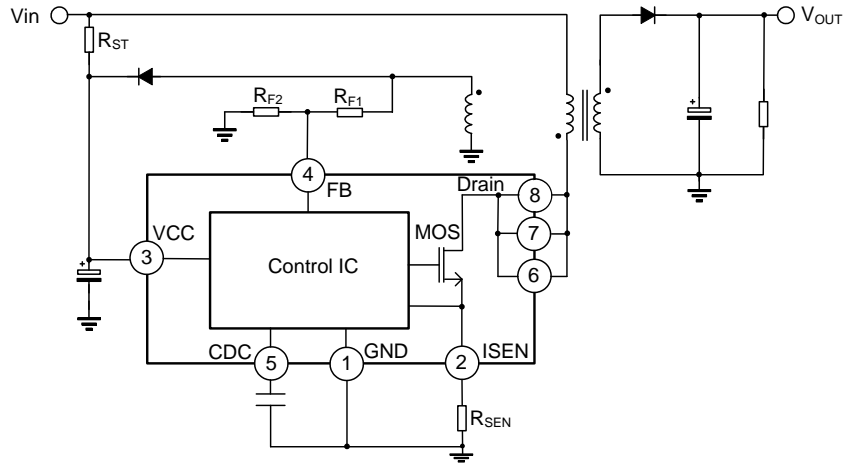 Vin
V_OUT
R_ST
R_F2
R_F1
4
FB
Drain
8
VCC
MOS
7
3
Control IC
6
CDC
GND
ISEN
5
1
2
R_SEN
+
+